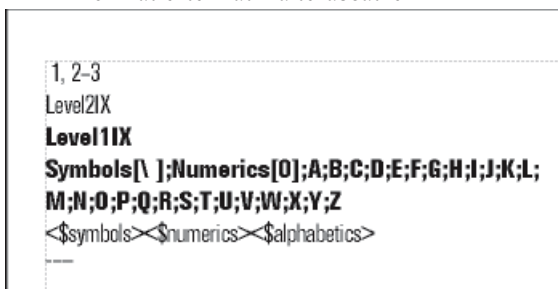 1, 2–3
Level2IX
Level1IX
Symbols[\ ];Numerics[0];A;B;C;D;E;F;G;H;I;J;K;L;
M;N;O;P;Q;R;S;T;U;V;W;X;Y;Z
<$symbols><$numerics><$alphabetics>